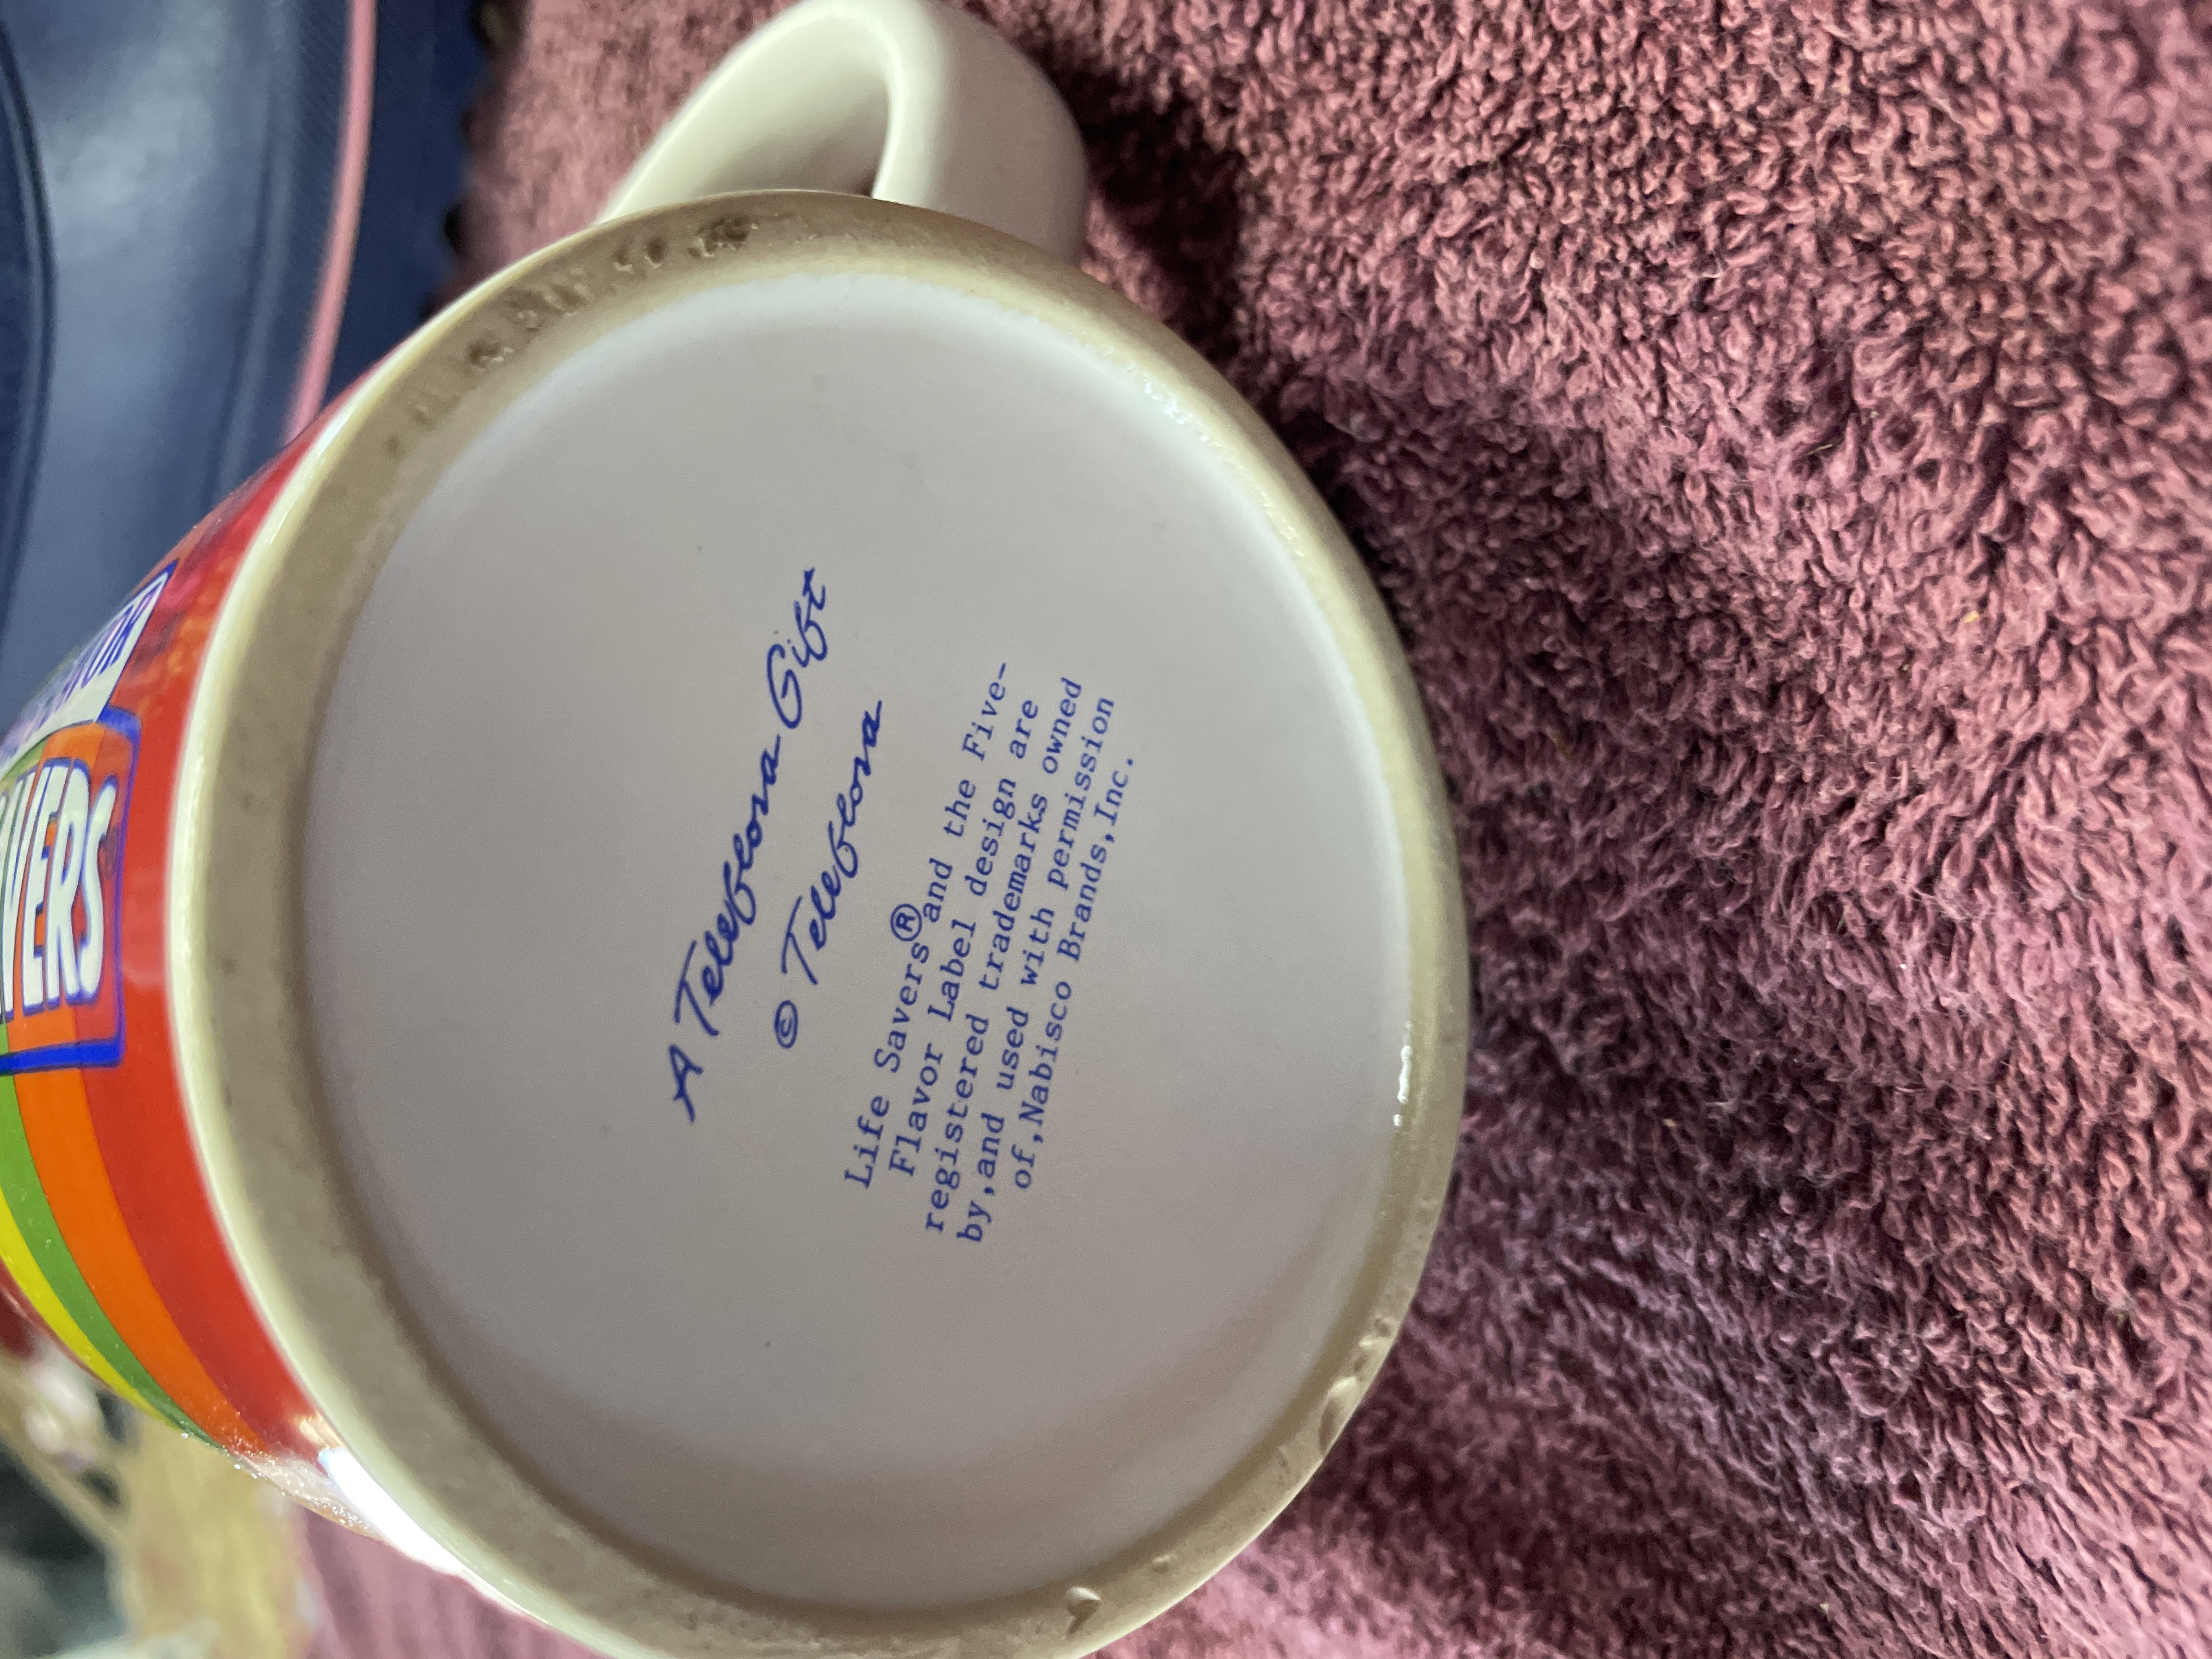 A Teleflora Gift
© Teleflora
Life Savers® and the Five-
Flavor Label design are
registered trademarks owned
by,and used with permission
of,Nabisco Brands,Inc.
VERS